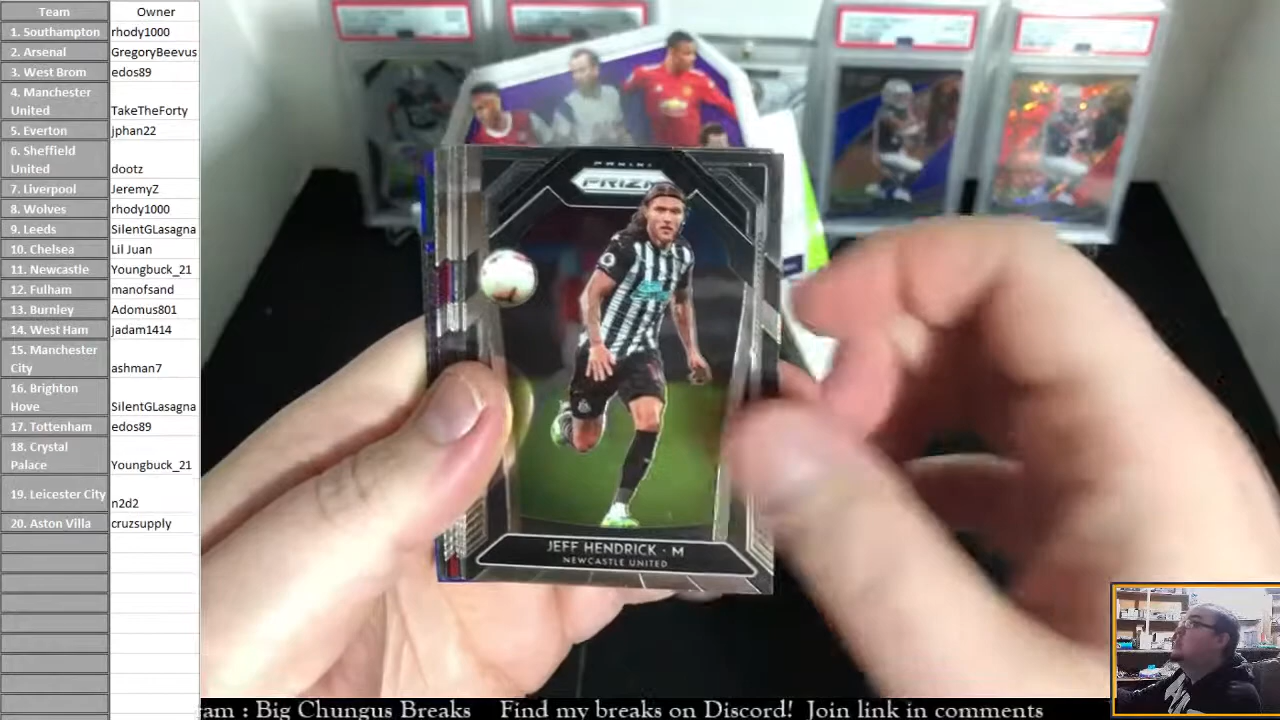 Team Owner
1. Southampton rhody1000
2. Arsenal GregoryBeevus
3. West Brom edos89
4. Manchester
United TakeTheForty
5. Everton jphan22
6. Sheffield
United dootz
7. Liverpool JeremyZ
8. Wolves rhody1000
9. Leeds SilentGLasagna
10. Chelsea Lil Juan
11. Newcastle Youngbuck_21
12. Fulham manofsand
13. Burnley Adomus801
14. West Ham jadam1414
15. Manchester
City ashman7
16. Brighton
Hove SilentGLasagna
17. Tottenham edos89
18. Crystal
Palace Youngbuck_21
19. Leicester City n2d2
20. Aston Villa cruzsupply
PANINI
PRIZM
JEFF HENDRICK · M
NEWCASTLE UNITED
am : Big Chungus Breaks Find my breaks on Discord! Join link in comments